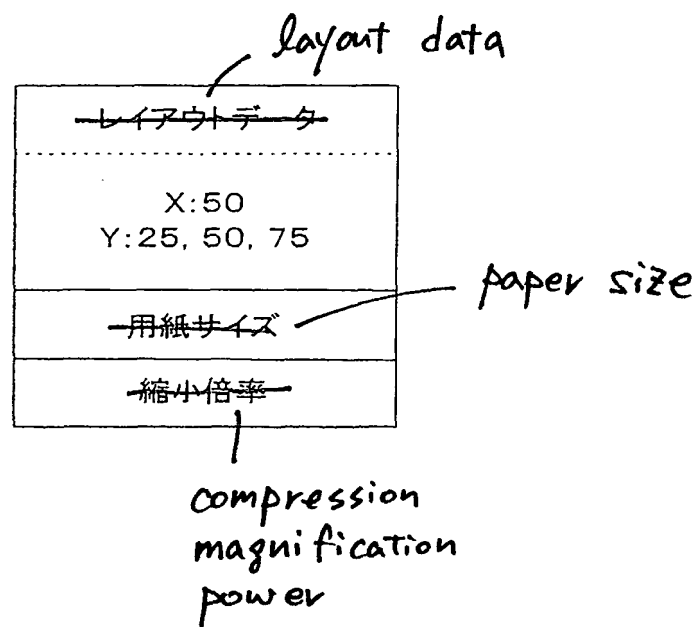 layout data
レイアウトデータ
X:50
Y:25, 50, 75
paper size
用紙サイズ
縮小倍率
compression
magnification
power